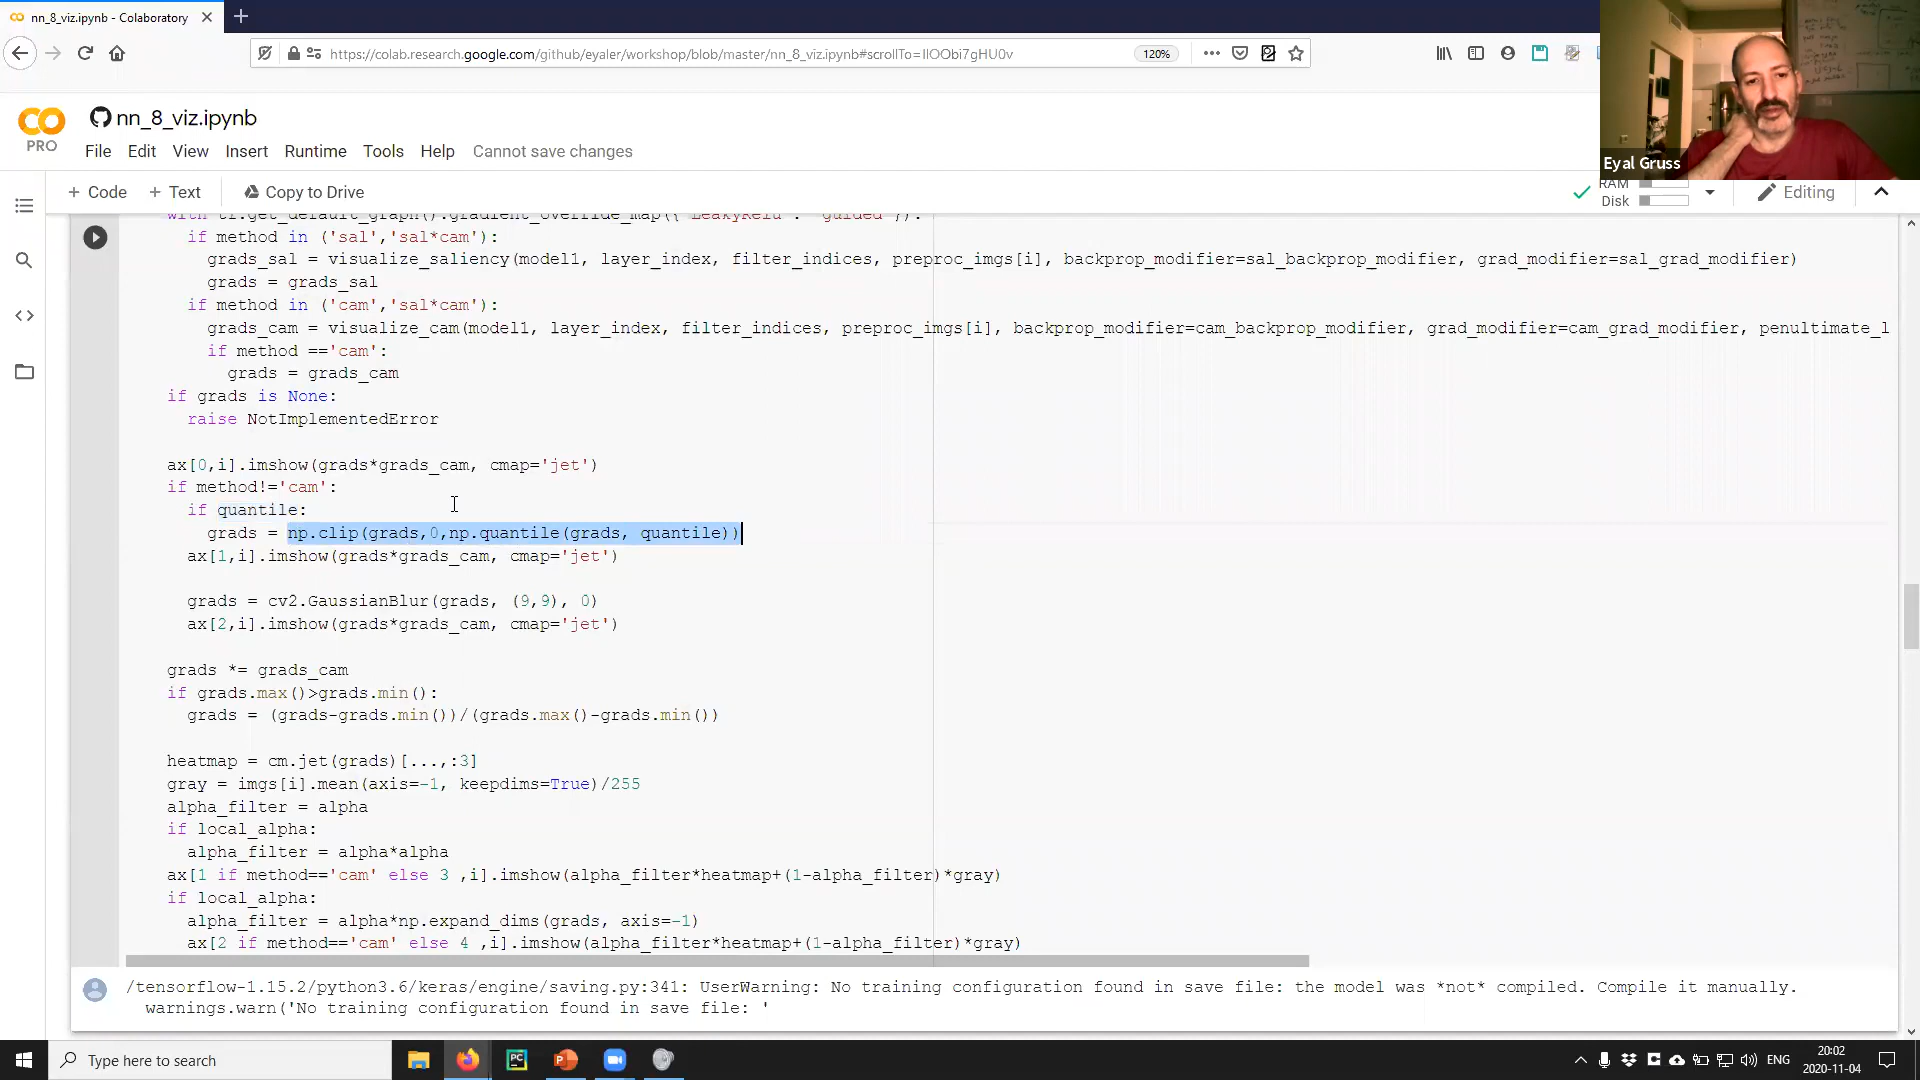 nn_8_viz.ipynb - Colaboratory
https://colab.research.google.com/github/eyaler/workshop/blob/master/nn_8_viz.ipynb#scrollTo=IlOObi7gHU0v
120%
nn_8_viz.ipynb
PRO
File Edit View Insert Runtime Tools Help Cannot save changes
Eyal Gruss
+ Code + Text Copy to Drive
RAM
Disk
Editing
with tf.get_default_graph().gradient_override_map({'LeakyRelu': 'guided'}):
if method in ('sal','sal*cam'):
grads_sal = visualize_saliency(model1, layer_index, filter_indices, preproc_imgs[i], backprop_modifier=sal_backprop_modifier, grad_modifier=sal_grad_modifier)
grads = grads_sal
if method in ('cam','sal*cam'):
grads_cam = visualize_cam(model1, layer_index, filter_indices, preproc_imgs[i], backprop_modifier=cam_backprop_modifier, grad_modifier=cam_grad_modifier, penultimate_l
if method =='cam':
grads = grads_cam
if grads is None:
raise NotImplementedError
ax[0,i].imshow(grads*grads_cam, cmap='jet')
if method!='cam':
if quantile:
grads = np.clip(grads,0,np.quantile(grads, quantile))
ax[1,i].imshow(grads*grads_cam, cmap='jet')
grads = cv2.GaussianBlur(grads, (9,9), 0)
ax[2,i].imshow(grads*grads_cam, cmap='jet')
grads *= grads_cam
if grads.max()>grads.min():
grads = (grads-grads.min())/(grads.max()-grads.min())
heatmap = cm.jet(grads)[...,:3]
gray = imgs[i].mean(axis=-1, keepdims=True)/255
alpha_filter = alpha
if local_alpha:
alpha_filter = alpha*alpha
ax[1 if method=='cam' else 3 ,i].imshow(alpha_filter*heatmap+(1-alpha_filter)*gray)
if local_alpha:
alpha_filter = alpha*np.expand_dims(grads, axis=-1)
ax[2 if method=='cam' else 4 ,i].imshow(alpha_filter*heatmap+(1-alpha_filter)*gray)
/tensorflow-1.15.2/python3.6/keras/engine/saving.py:341: UserWarning: No training configuration found in save file: the model was *not* compiled. Compile it manually.
warnings.warn('No training configuration found in save file: '
Type here to search
ENG
20:02
2020-11-04